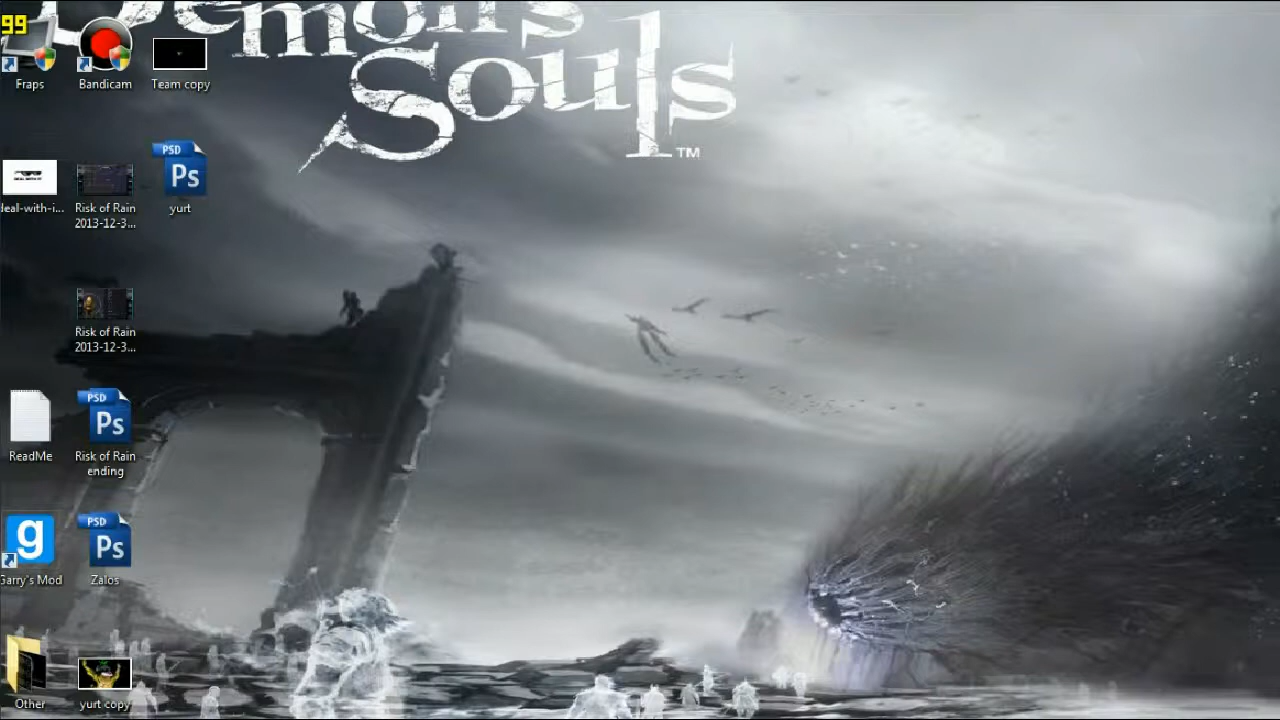 Demon's
Souls
TM
99
Fraps
Bandicam
Team copy
PSD
Ps
deal-with-i...
Risk of Rain
2013-12-3...
yurt
Risk of Rain
2013-12-3...
PSD
Ps
ReadMe
Risk of Rain
ending
g
PSD
Ps
Garry's Mod
Zalos
Other
yurt copy